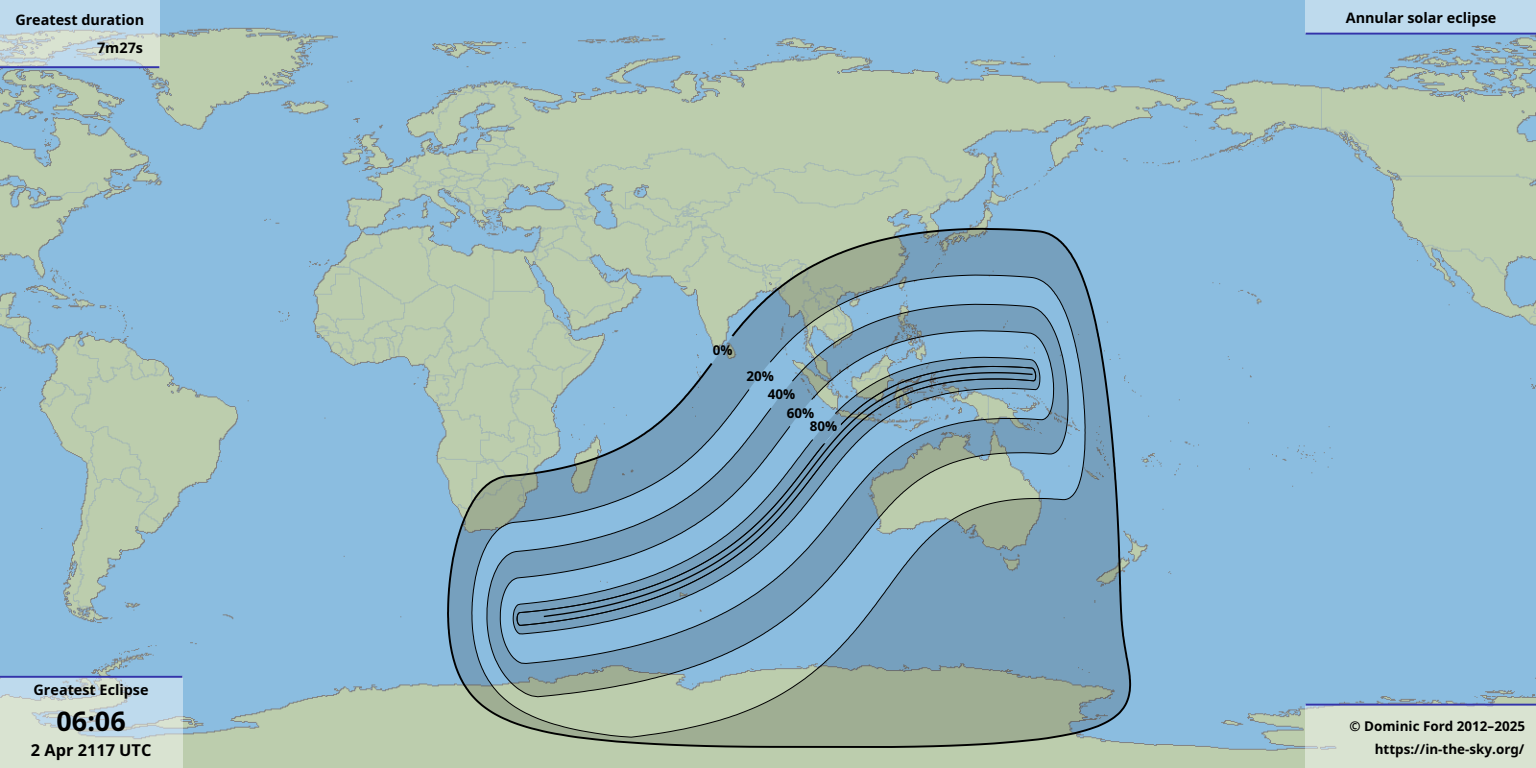 Greatest duration
7m27s
Annular solar eclipse
0%
20%
40%
60%
80%
Greatest Eclipse
06:06
2 Apr 2117 UTC
© Dominic Ford 2012–2025
https://in-the-sky.org/